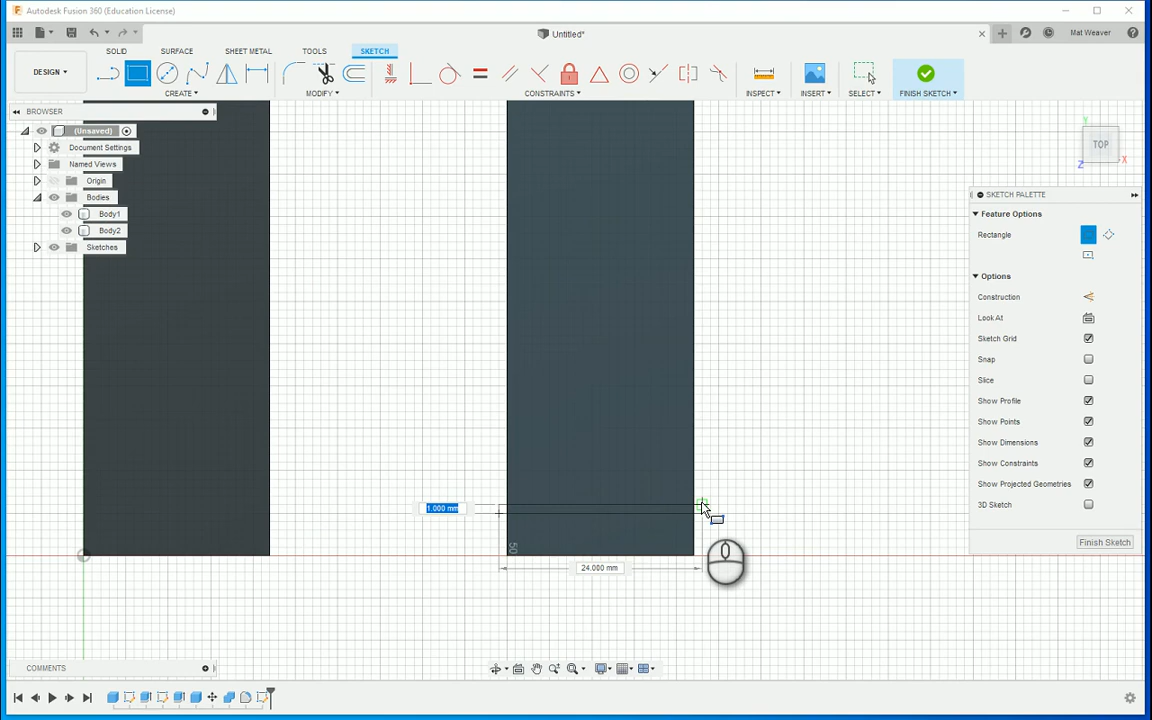 Autodesk Fusion 360 (Education License)
Untitled*
Mat Weaver
DESIGN
SOLID
SURFACE
SHEET METAL
TOOLS
SKETCH
CREATE
MODIFY
CONSTRAINTS
INSPECT
INSERT
SELECT
FINISH SKETCH
BROWSER
(Unsaved)
Document Settings
Named Views
Origin
Bodies
Body1
Body2
Sketches
Y
TOP
X
Z
SKETCH PALETTE
Feature Options
Rectangle
Options
Construction
Look At
Sketch Grid
Snap
Slice
Show Profile
Show Points
Show Dimensions
Show Constraints
Show Projected Geometries
3D Sketch
Finish Sketch
1.000 mm
50
24.000 mm
COMMENTS